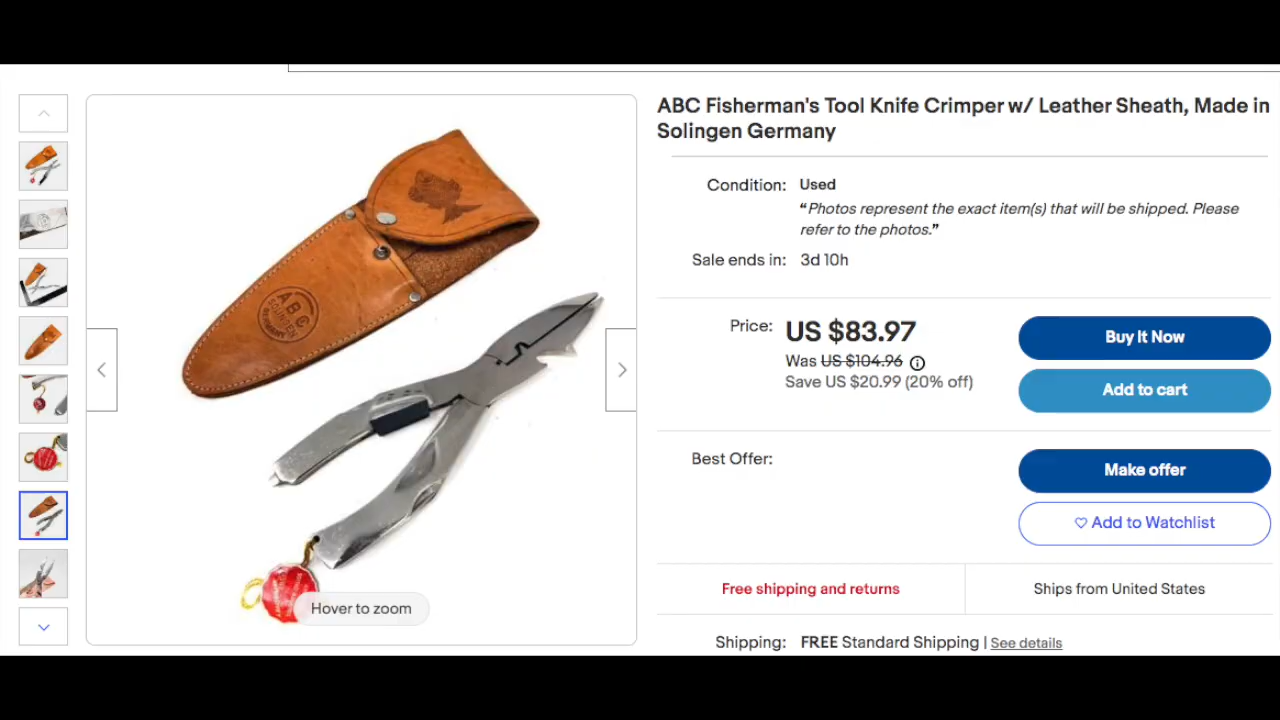 ABC Fisherman's Tool Knife Crimper w/ Leather Sheath, Made in
Solingen Germany
Condition: Used
“Photos represent the exact item(s) that will be shipped. Please
refer to the photos.”
Sale ends in: 3d 10h
ABC
SOLINGEN
GERMANY
Price: US $83.97
Buy It Now
Was US $104.96
Save US $20.99 (20% off)
Add to cart
Best Offer:
Make offer
Add to Watchlist
Free shipping and returns
Ships from United States
Hover to zoom
Shipping: FREE Standard Shipping | See details